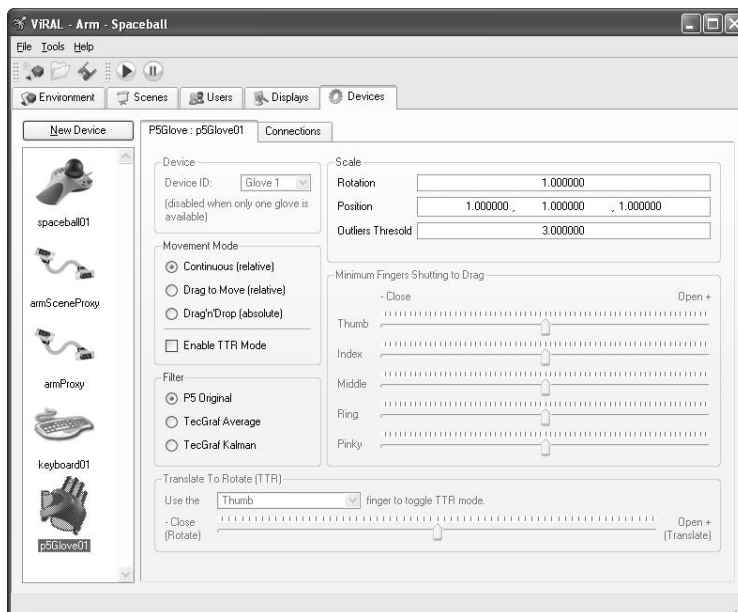 ViRAL - Arm - Spaceball
File Tools Help
Environment Scenes Users Displays Devices
New Device
P5Glove : p5Glove01 Connections
spaceball01
armSceneProxy
armProxy
keyboard01
p5Glove01
Device
Device ID: Glove 1
(disabled when only one glove is
available)
Movement Mode
Continuous (relative)
Drag to Move (relative)
Drag'n'Drop (absolute)
Enable TTR Mode
Filter
P5 Original
TecGraf Average
TecGraf Kalman
Scale
Rotation 1.000000
Position 1.000000 , 1.000000 , 1.000000
Outliers Thresold 3.000000
Minimum Fingers Shutting to Drag
- Close Open +
Thumb
Index
Middle
Ring
Pinky
Translate To Rotate (TTR)
Use the Thumb finger to toggle TTR mode.
- Close Open +
(Rotate) (Translate)